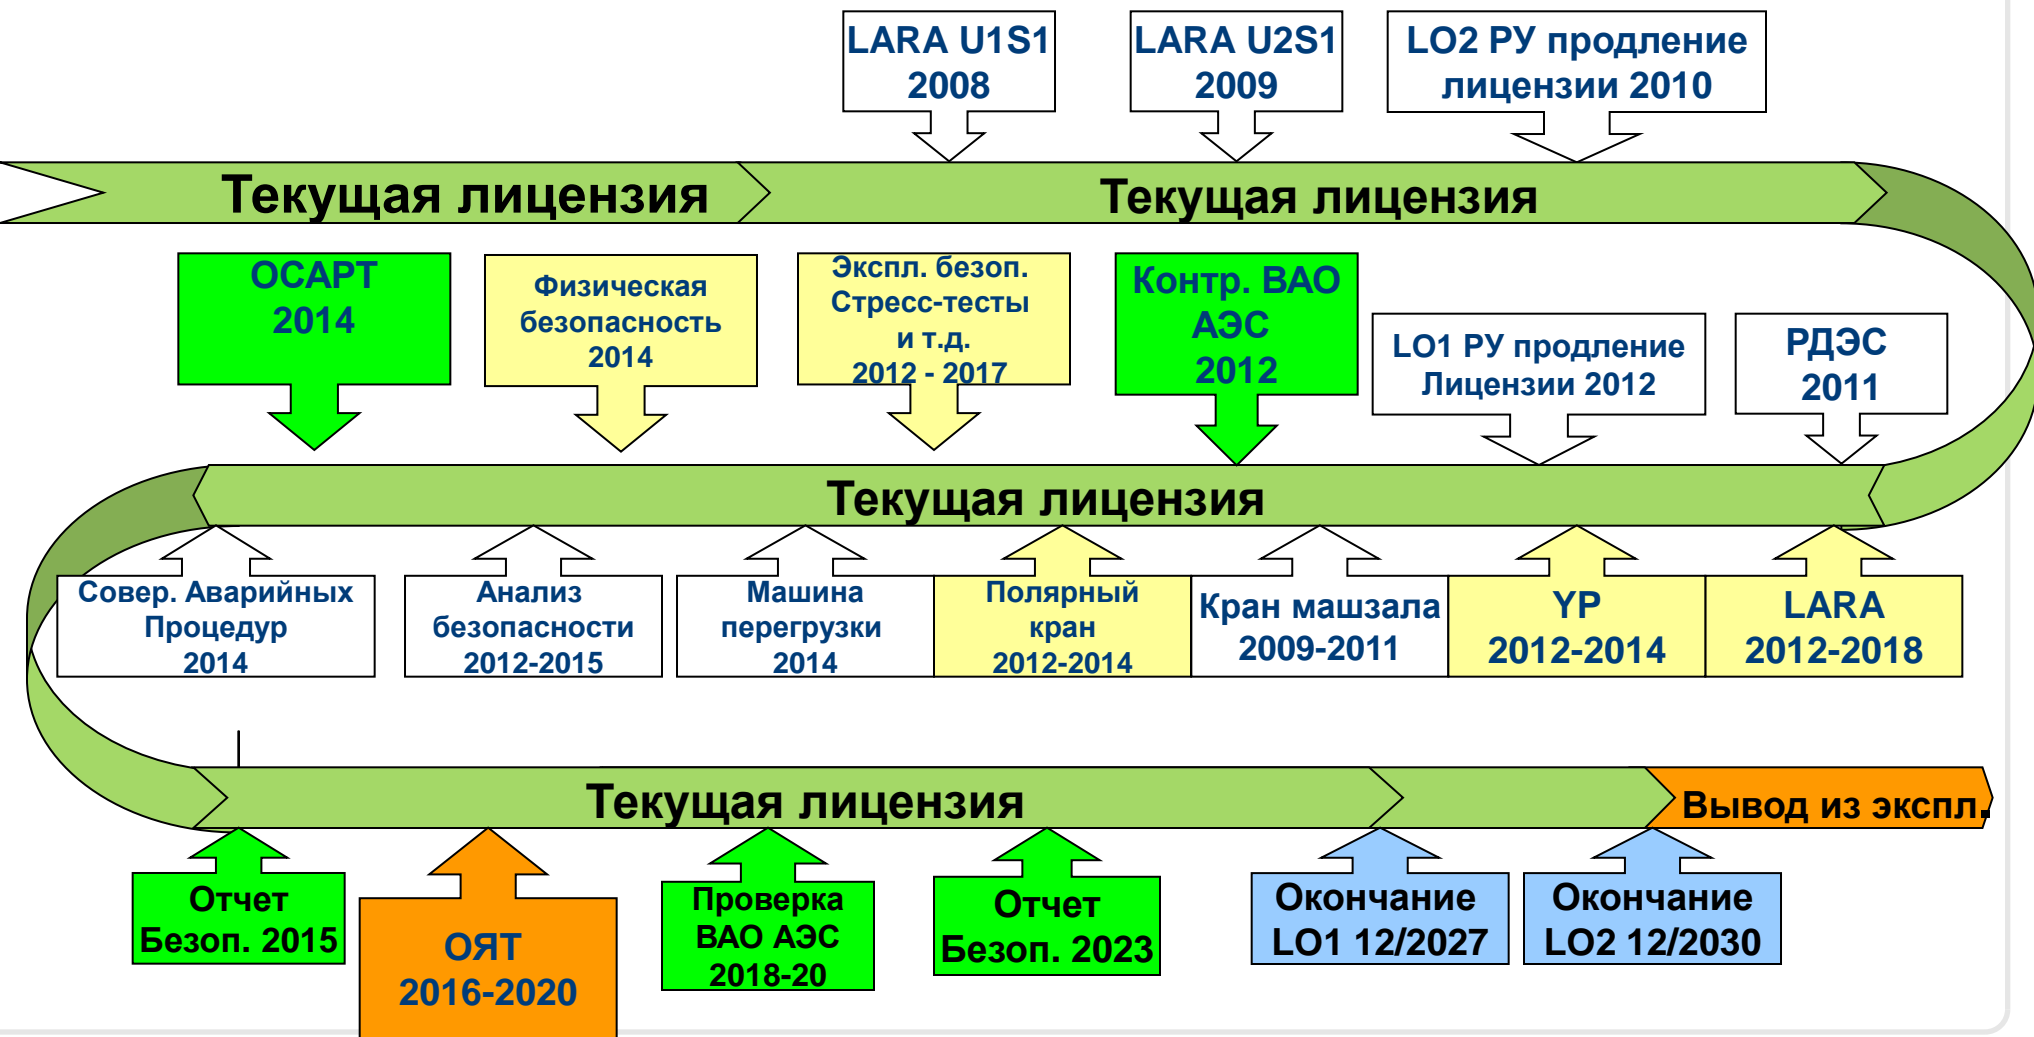 LARA U1S1
2008
LARA U2S1
2009
LO2 РУ продление
лицензии 2010
Текущая лицензия
Текущая лицензия
ОСАРТ
2014
Физическая
безопасность
2014
Экспл. безоп.
Стресс-тесты
и т.д.
2012 - 2017
Контр. ВАО
АЭС
2012
LO1 РУ продление
Лицензии 2012
РДЭС
2011
Текущая лицензия
Совер. Аварийных
Процедур
2014
Анализ
безопасности
2012-2015
Машина
перегрузки
2014
Полярный
кран
2012-2014
Кран машзала
2009-2011
YP
2012-2014
LARA
2012-2018
Текущая лицензия
Вывод из экспл.
Отчет
Безоп. 2015
ОЯТ
2016-2020
Проверка
ВАО АЭС
2018-20
Отчет
Безоп. 2023
Окончание
LO1 12/2027
Окончание
LO2 12/2030